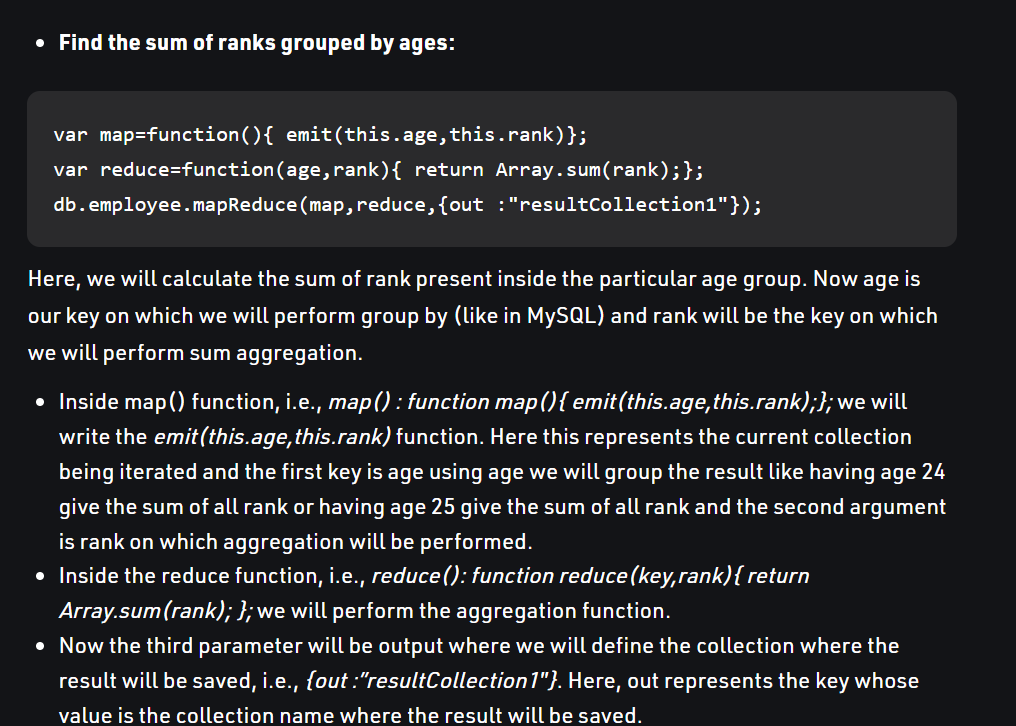 • Find the sum of ranks grouped by ages:
var map=function(){ emit(this.age,this.rank)};
var reduce=function(age,rank){ return Array.sum(rank);};
db.employee.mapReduce(map,reduce,{out :"resultCollection1"});
Here, we will calculate the sum of rank present inside the particular age group. Now age is
our key on which we will perform group by (like in MySQL) and rank will be the key on which
we will perform sum aggregation.
• Inside map() function, i.e., map() : function map(){ emit(this.age,this.rank);}; we will
write the emit(this.age,this.rank) function. Here this represents the current collection
being iterated and the first key is age using age we will group the result like having age 24
give the sum of all rank or having age 25 give the sum of all rank and the second argument
is rank on which aggregation will be performed.
• Inside the reduce function, i.e., reduce(): function reduce(key,rank){ return
Array.sum(rank); }; we will perform the aggregation function.
• Now the third parameter will be output where we will define the collection where the
result will be saved, i.e., {out :”resultCollection1″}. Here, out represents the key whose
value is the collection name where the result will be saved.